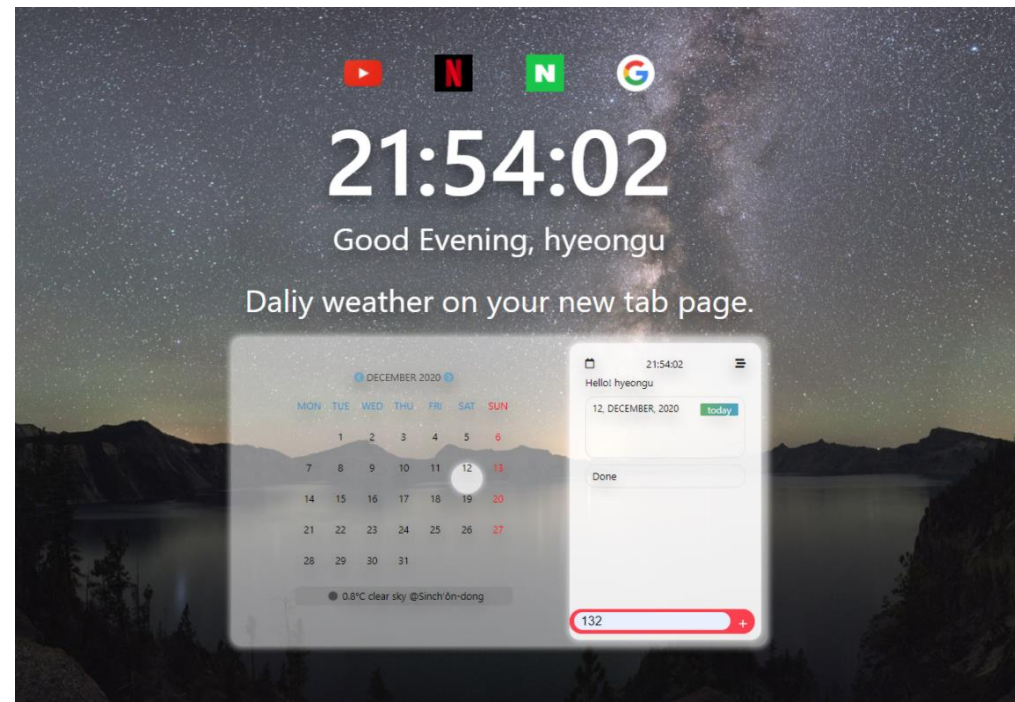 N N G
21:54:02
Good Evening, hyeongu
Daliy weather on your new tab page.
DECEMBER 2020
MON TUE WED THU FRI SAT SUN
1 2 3 4 5 6
7 8 9 10 11 12 13
14 15 16 17 18 19 20
21 22 23 24 25 26 27
28 29 30 31
0.8°C clear sky @Sinch'ŏn-dong
21:54:02
Hello! hyeongu
12, DECEMBER, 2020 today
Done
132 +